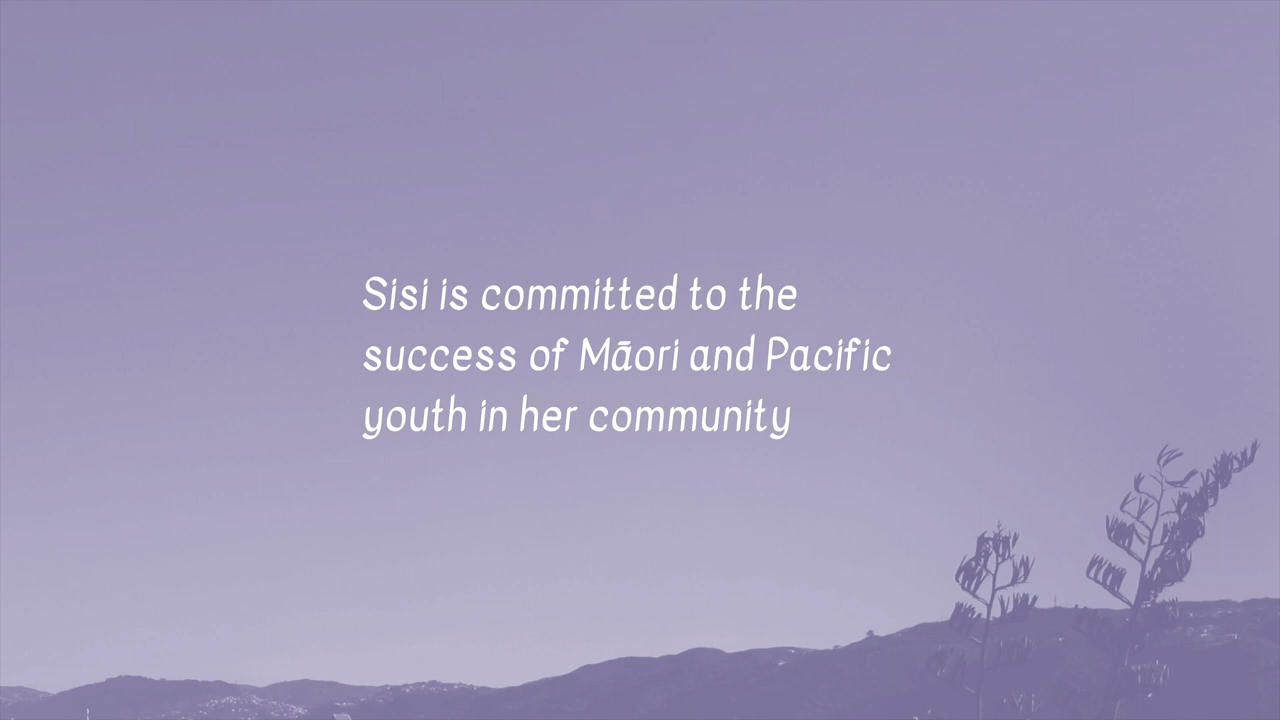 Sisi is committed to the
success of Māori and Pacific
youth in her community